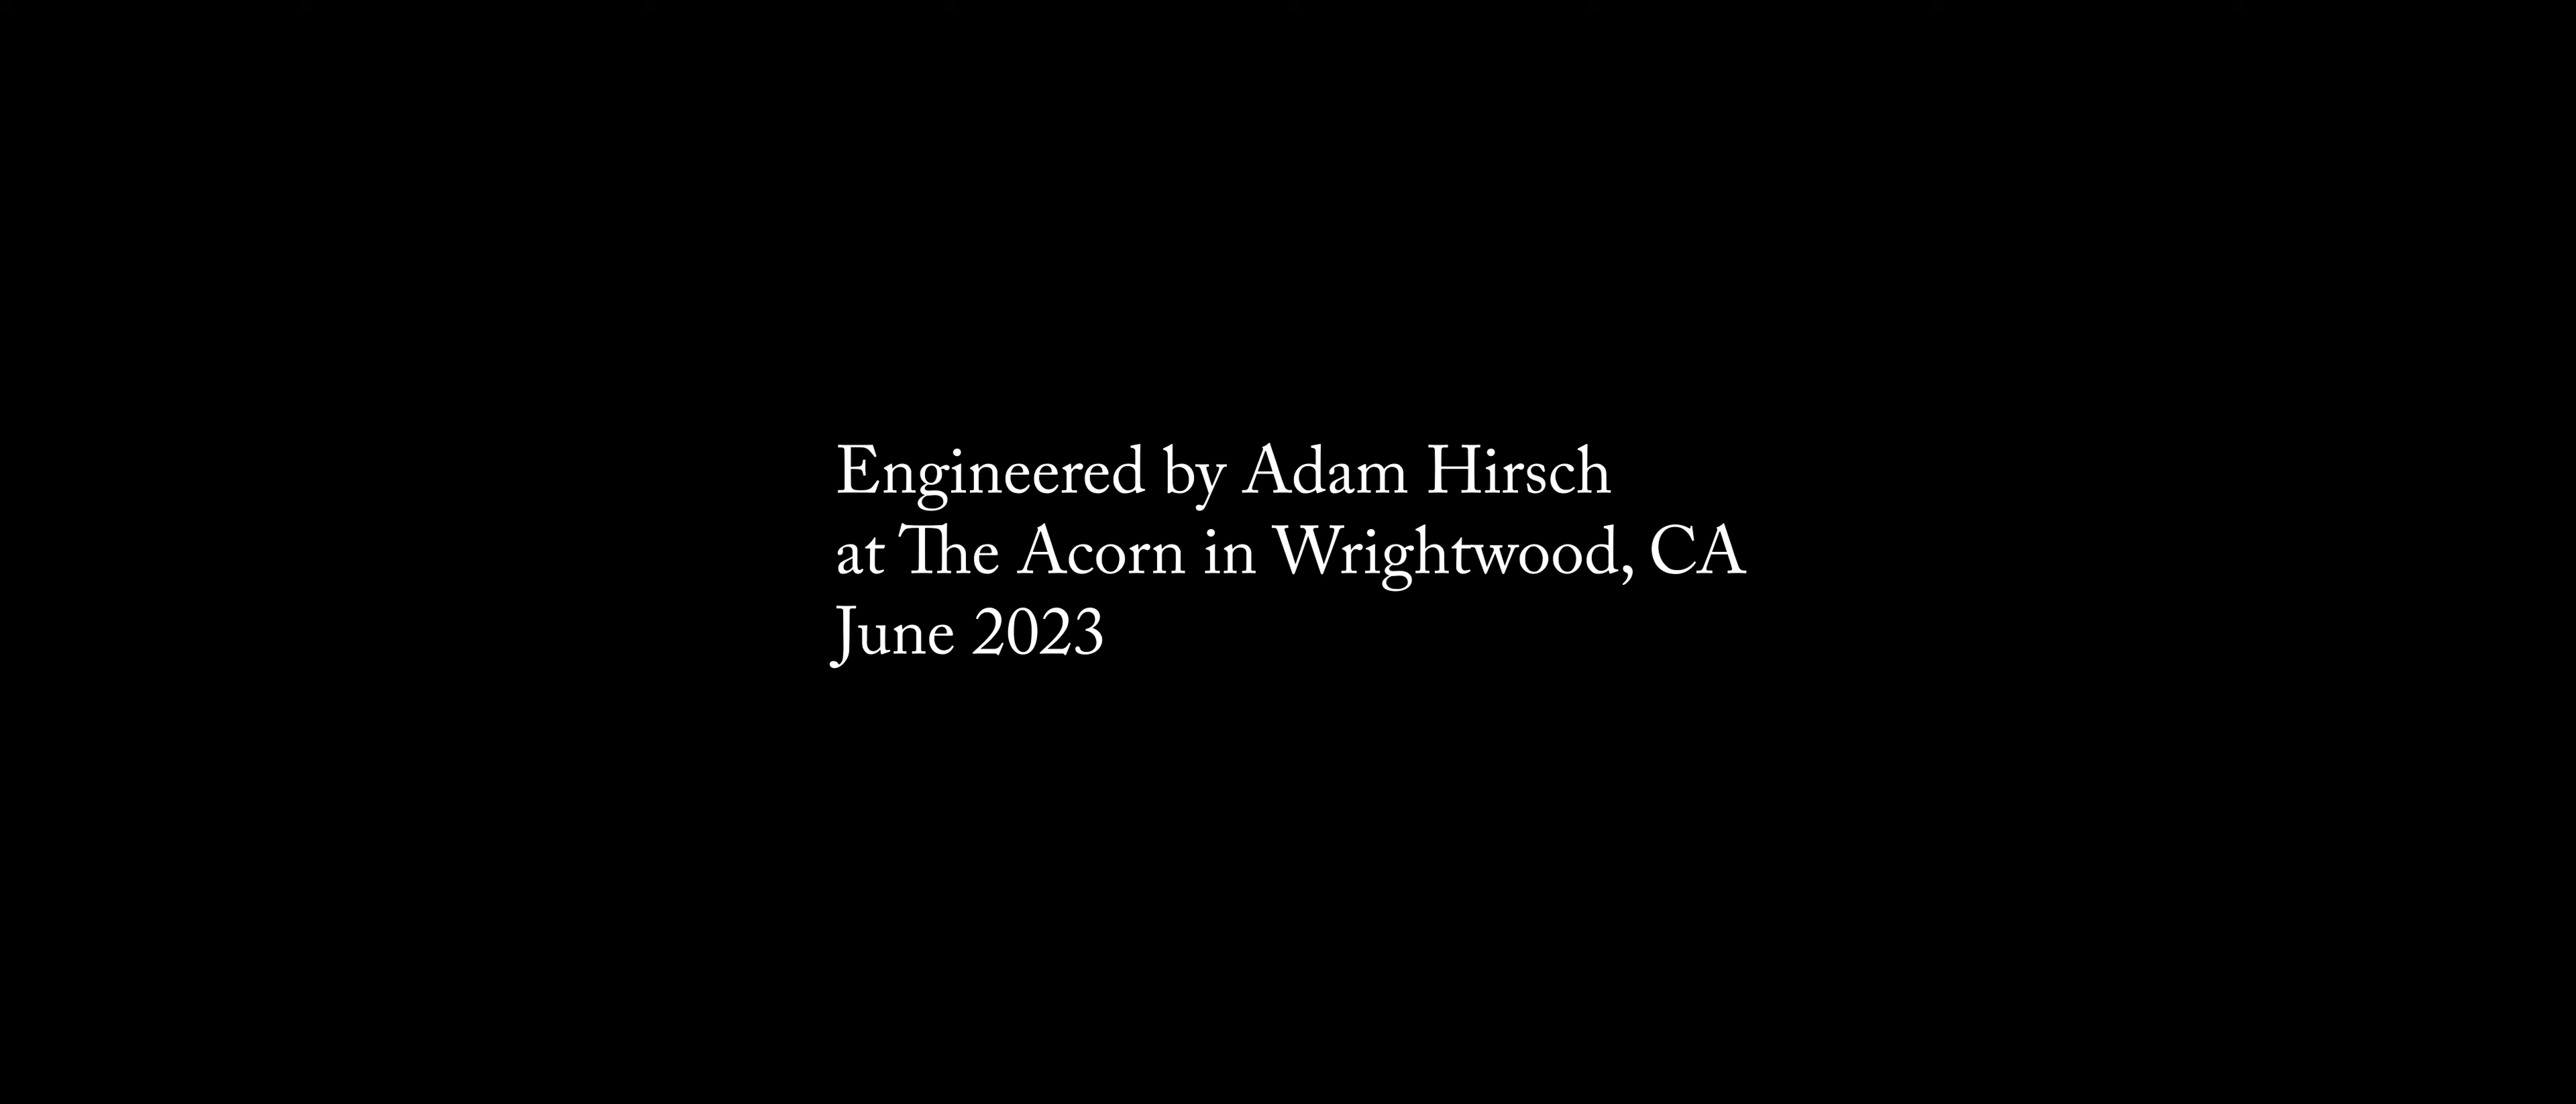 Engineered by Adam Hirsch
at The Acorn in Wrightwood, CA
June 2023